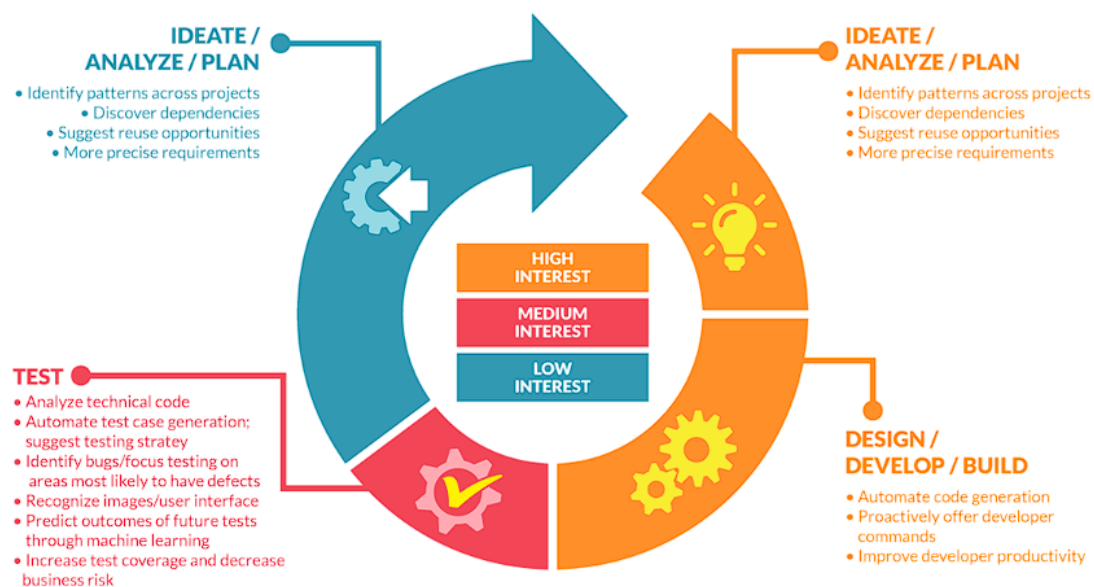 IDEATE /
ANALYZE / PLAN
• Identify patterns across projects
• Discover dependencies
• Suggest reuse opportunities
• More precise requirements
IDEATE /
ANALYZE / PLAN
• Identify patterns across projects
• Discover dependencies
• Suggest reuse opportunities
• More precise requirements
HIGH
INTEREST
MEDIUM
INTEREST
LOW
INTEREST
TEST
• Analyze technical code
• Automate test case generation;
suggest testing stratey
• Identify bugs/focus testing on
areas most likely to have defects
• Recognize images/user interface
• Predict outcomes of future tests
through machine learning
• Increase test coverage and decrease
business risk
DESIGN /
DEVELOP / BUILD
• Automate code generation
• Proactively offer developer
commands
• Improve developer productivity